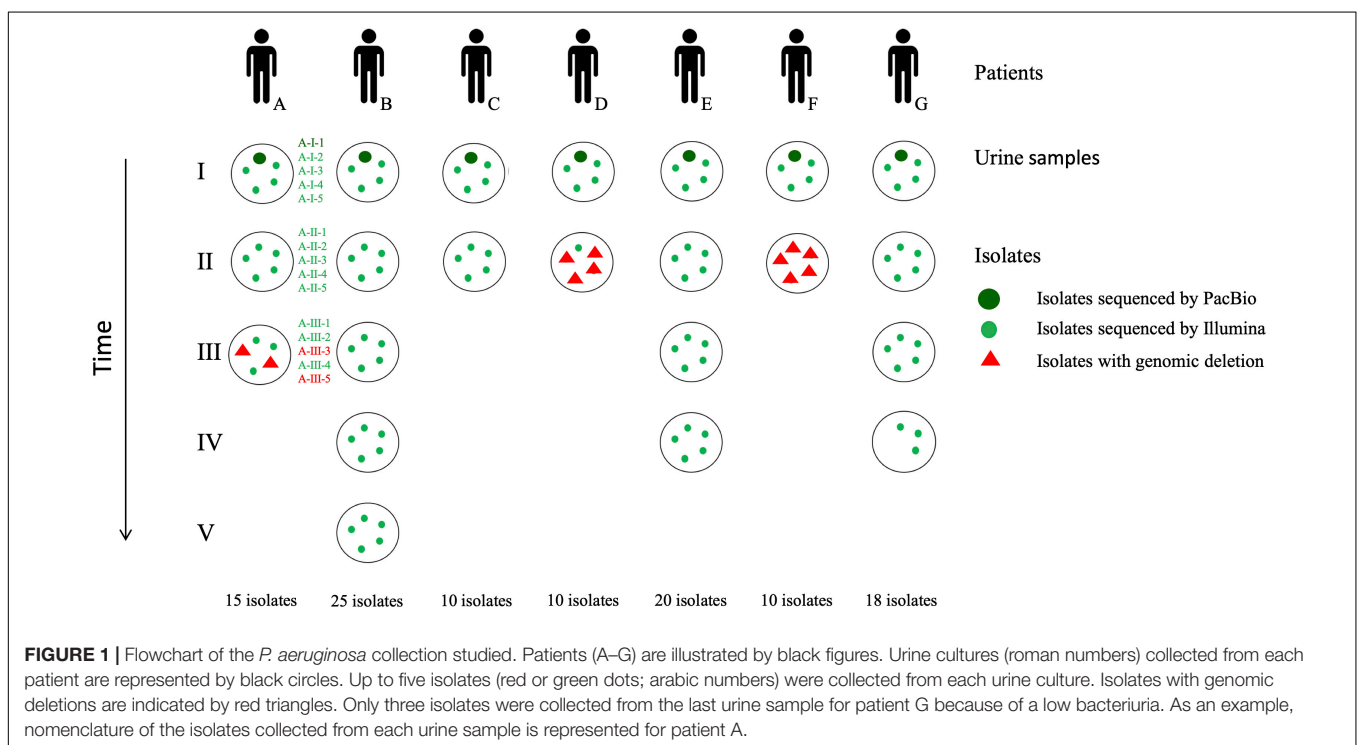 Patients
A B C D E F G
Urine samples
I
A-I-1
A-I-2
A-I-3
A-I-4
A-I-5
II
A-II-1
A-II-2
A-II-3
A-II-4
A-II-5
Isolates
Isolates sequenced by PacBio
Isolates sequenced by Illumina
Isolates with genomic deletion
Time
III
A-III-1
A-III-2
A-III-3
A-III-4
A-III-5
IV
V
15 isolates 25 isolates 10 isolates 10 isolates 20 isolates 10 isolates 18 isolates
FIGURE 1 | Flowchart of the P. aeruginosa collection studied. Patients (A–G) are illustrated by black figures. Urine cultures (roman numbers) collected from each
patient are represented by black circles. Up to five isolates (red or green dots; arabic numbers) were collected from each urine culture. Isolates with genomic
deletions are indicated by red triangles. Only three isolates were collected from the last urine sample for patient G because of a low bacteriuria. As an example,
nomenclature of the isolates collected from each urine sample is represented for patient A.